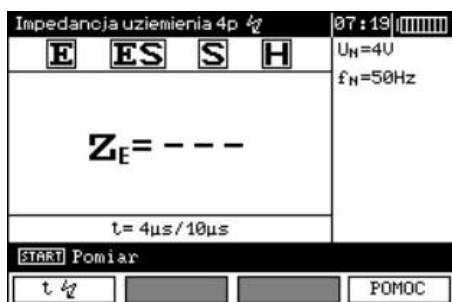 Impedancja uziemienia 4p 07:19
E ES S H
UN=4V
fN=50Hz
ZE= ---
t= 4µs/10µs
START Pomiar
t POMOC